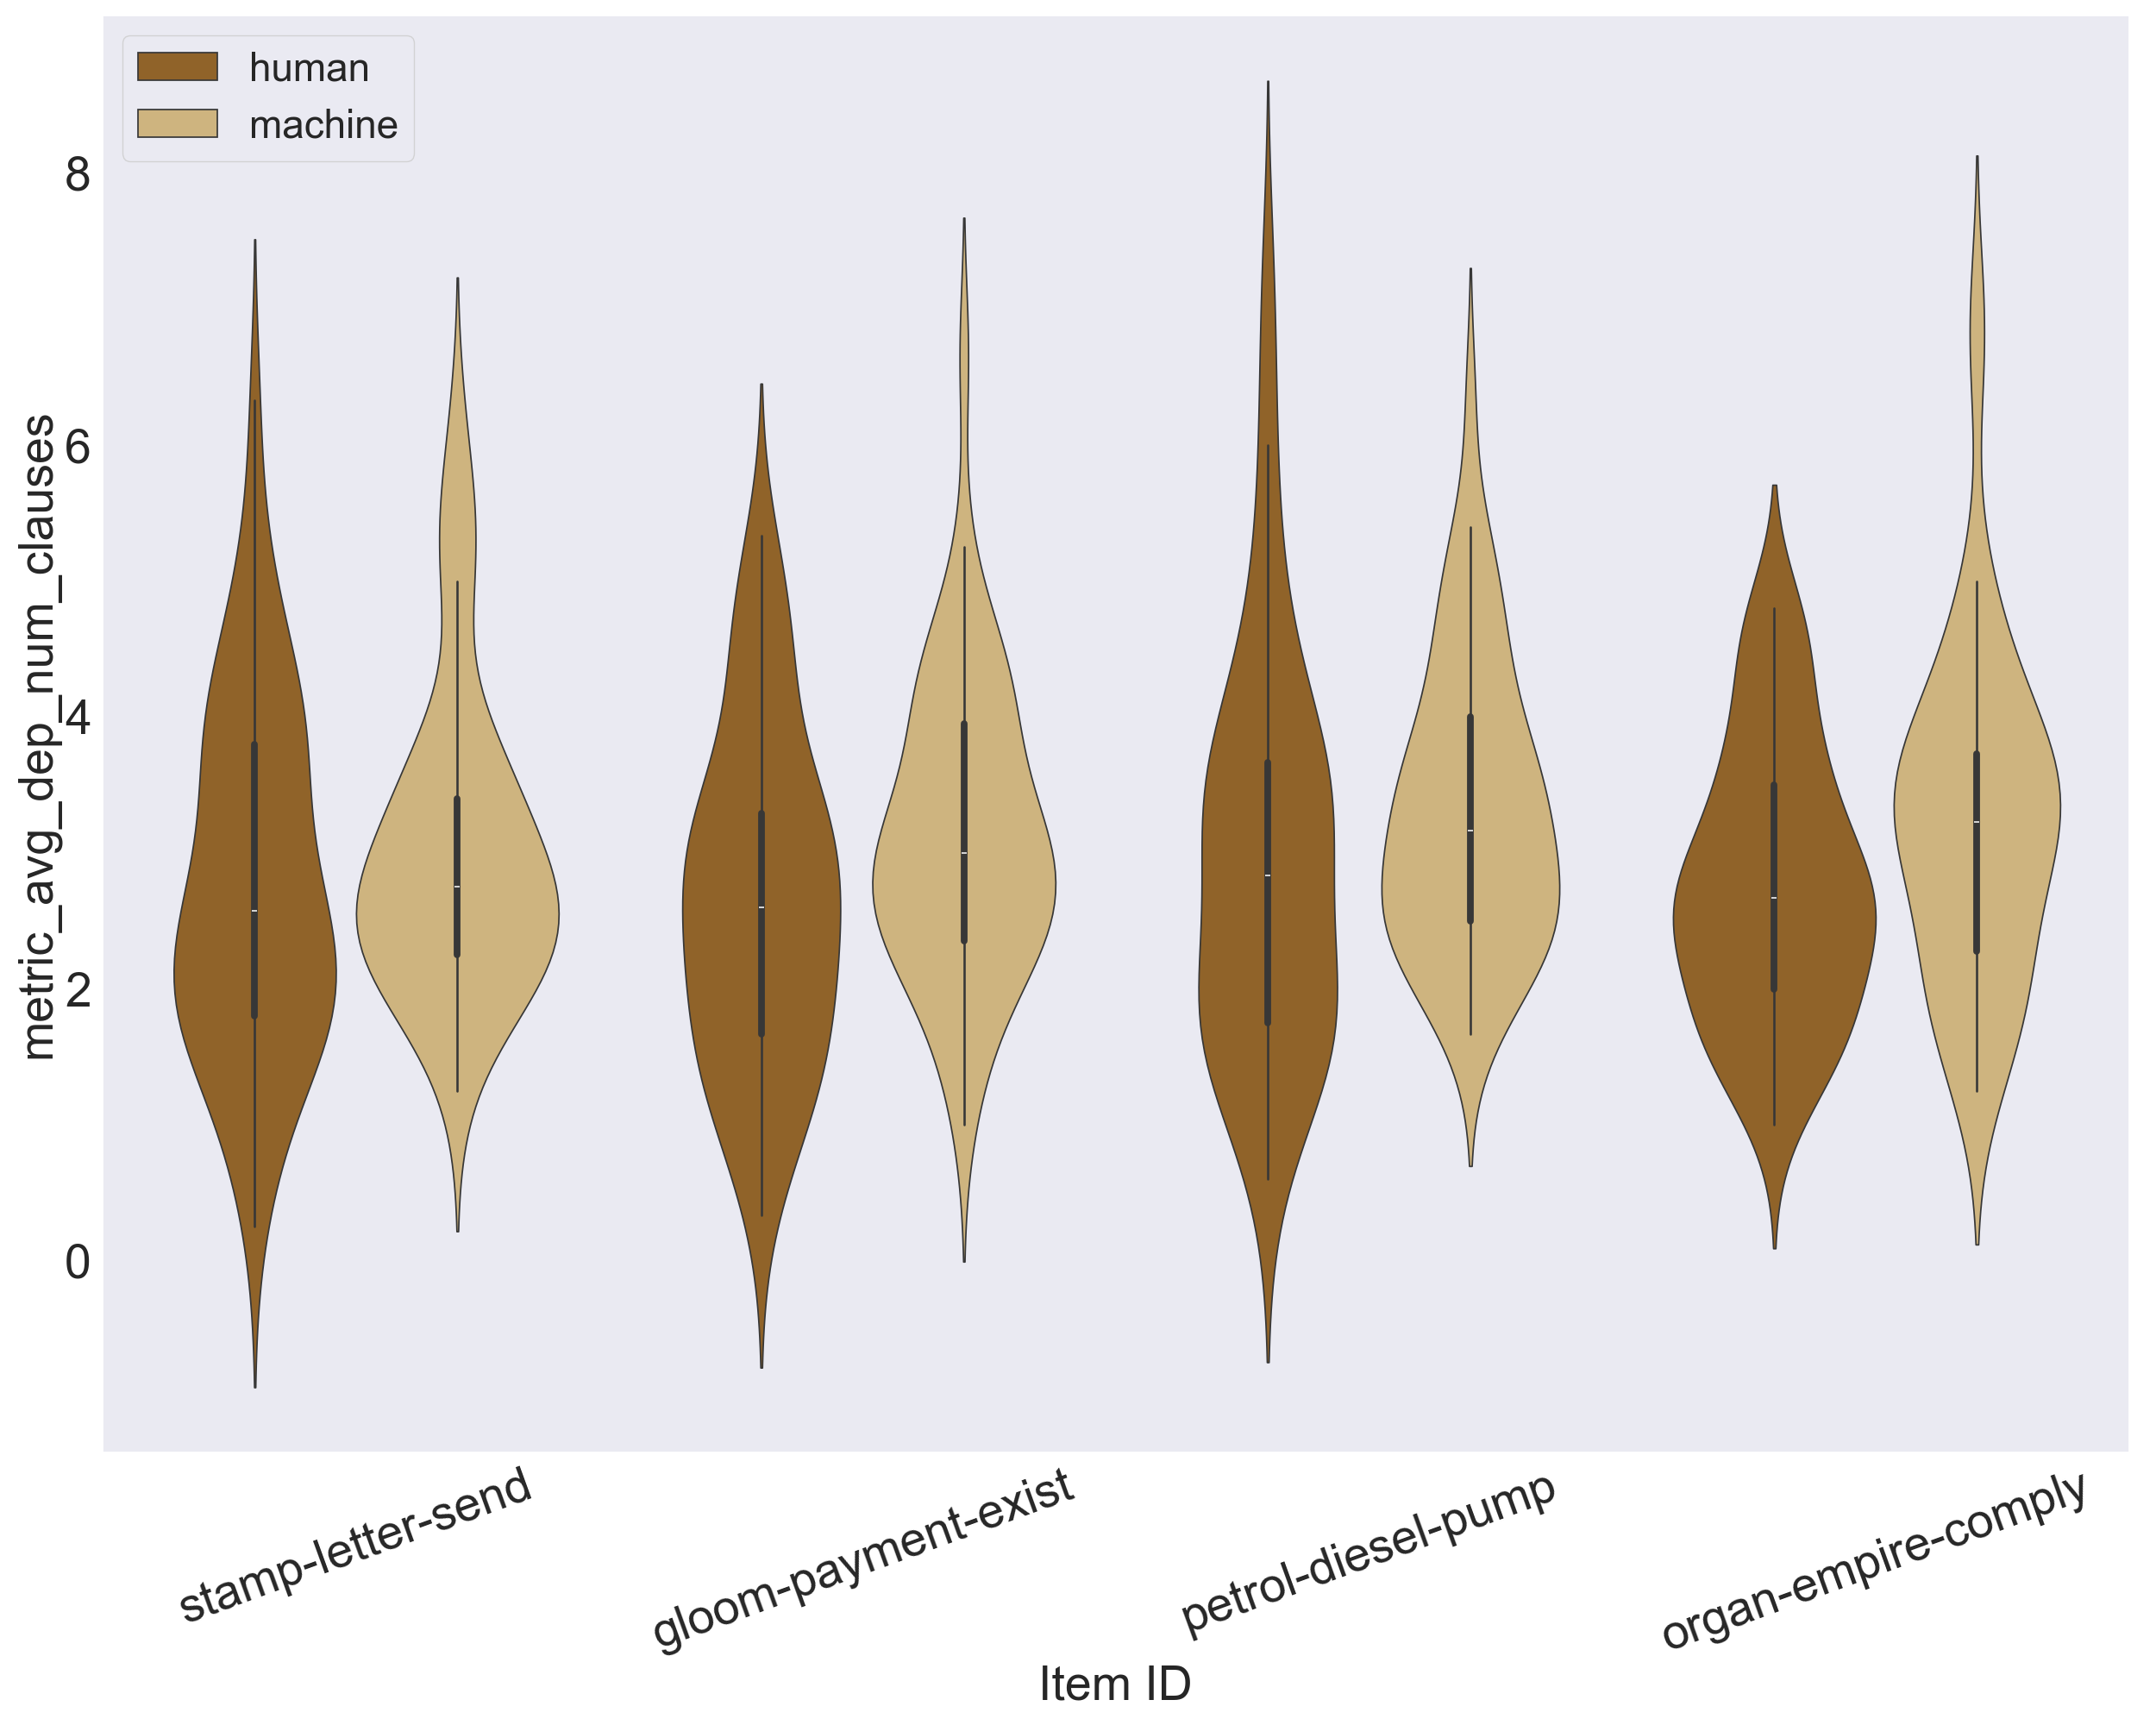 human
machine
metric_avg_dep_num_clauses
8
6
4
2
0
stamp-letter-send
gloom-payment-exist
petrol-diesel-pump
organ-empire-comply
Item ID